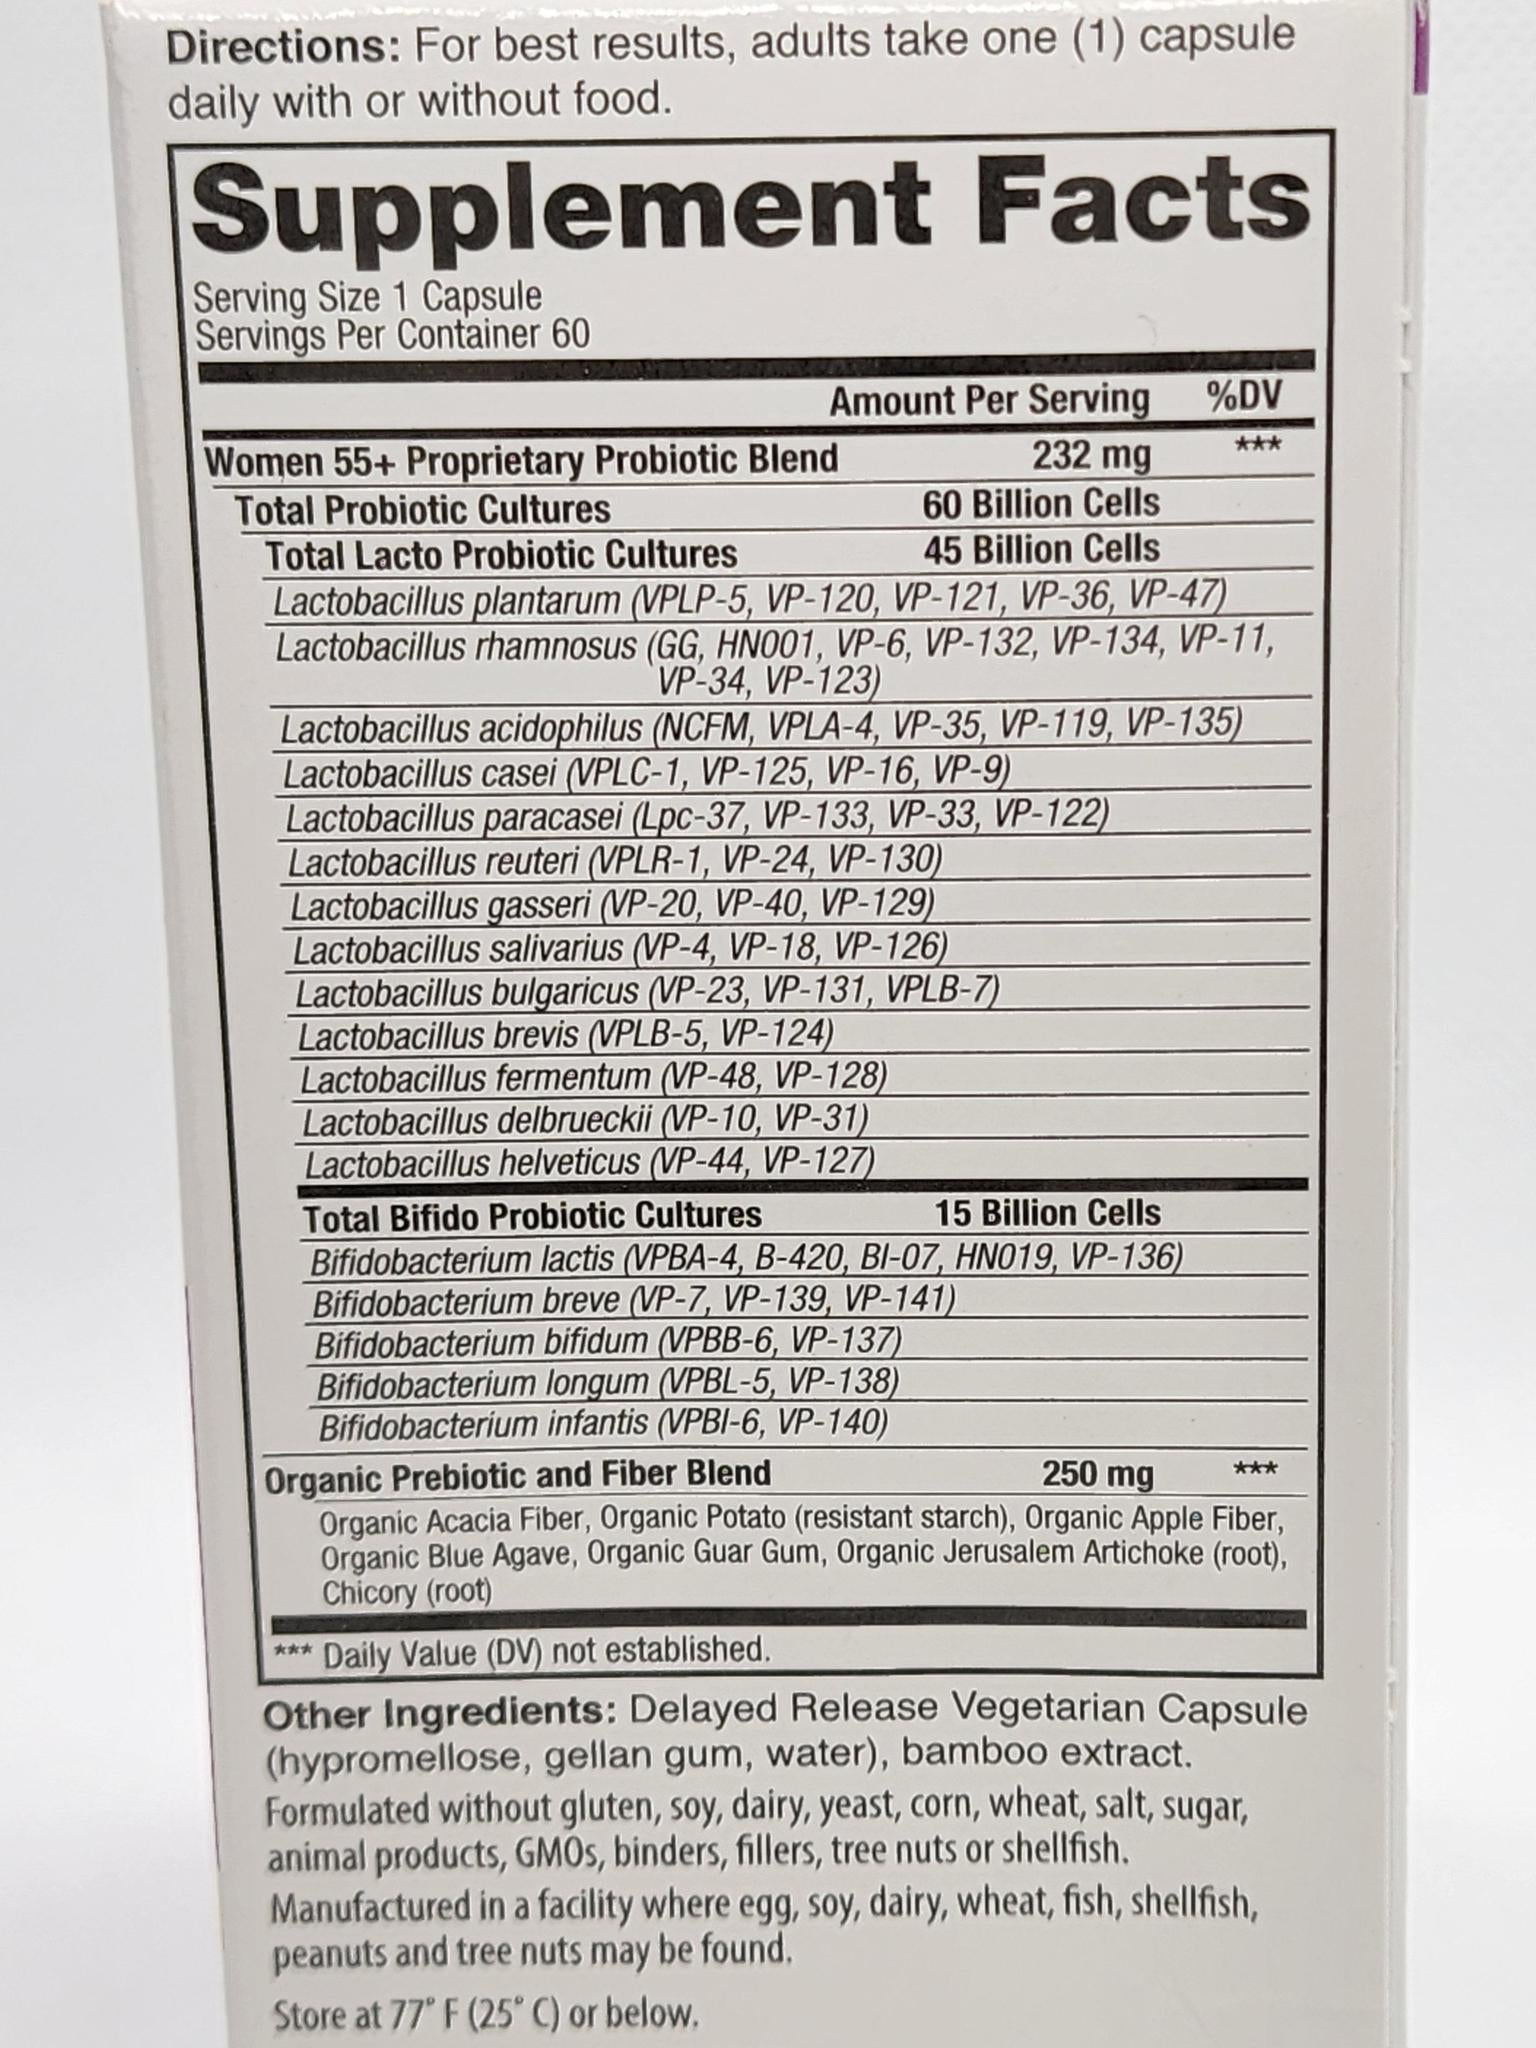 Directions: For best results, adults take one (1) capsule
daily with or without food.
Supplement Facts
Serving Size 1 Capsule
Servings Per Container 60
Amount Per Serving %DV
Women 55+ Proprietary Probiotic Blend 232 mg ***
Total Probiotic Cultures 60 Billion Cells
Total Lacto Probiotic Cultures 45 Billion Cells
Lactobacillus plantarum (VPLP-5, VP-120, VP-121, VP-36, VP-47)
Lactobacillus rhamnosus (GG, HN001, VP-6, VP-132, VP-134, VP-11,
VP-34, VP-123)
Lactobacillus acidophilus (NCFM, VPLA-4, VP-35, VP-119, VP-135)
Lactobacillus casei (VPLC-1, VP-125, VP-16, VP-9)
Lactobacillus paracasei (Lpc-37, VP-133, VP-33, VP-122)
Lactobacillus reuteri (VPLR-1, VP-24, VP-130)
Lactobacillus gasseri (VP-20, VP-40, VP-129)
Lactobacillus salivarius (VP-4, VP-18, VP-126)
Lactobacillus bulgaricus (VP-23, VP-131, VPLB-7)
Lactobacillus brevis (VPLB-5, VP-124)
Lactobacillus fermentum (VP-48, VP-128)
Lactobacillus delbrueckii (VP-10, VP-31)
Lactobacillus helveticus (VP-44, VP-127)
Total Bifido Probiotic Cultures 15 Billion Cells
Bifidobacterium lactis (VPBA-4, B-420, BI-07, HN019, VP-136)
Bifidobacterium breve (VP-7, VP-139, VP-141)
Bifidobacterium bifidum (VPBB-6, VP-137)
Bifidobacterium longum (VPBL-5, VP-138)
Bifidobacterium infantis (VPBI-6, VP-140)
Organic Prebiotic and Fiber Blend 250 mg ***
Organic Acacia Fiber, Organic Potato (resistant starch), Organic Apple Fiber,
Organic Blue Agave, Organic Guar Gum, Organic Jerusalem Artichoke (root),
Chicory (root)
*** Daily Value (DV) not established.
Other Ingredients: Delayed Release Vegetarian Capsule
(hypromellose, gellan gum, water), bamboo extract.
Formulated without gluten, soy, dairy, yeast, corn, wheat, salt, sugar,
animal products, GMOs, binders, fillers, tree nuts or shellfish.
Manufactured in a facility where egg, soy, dairy, wheat, fish, shellfish,
peanuts and tree nuts may be found.
Store at 77° F (25° C) or below.